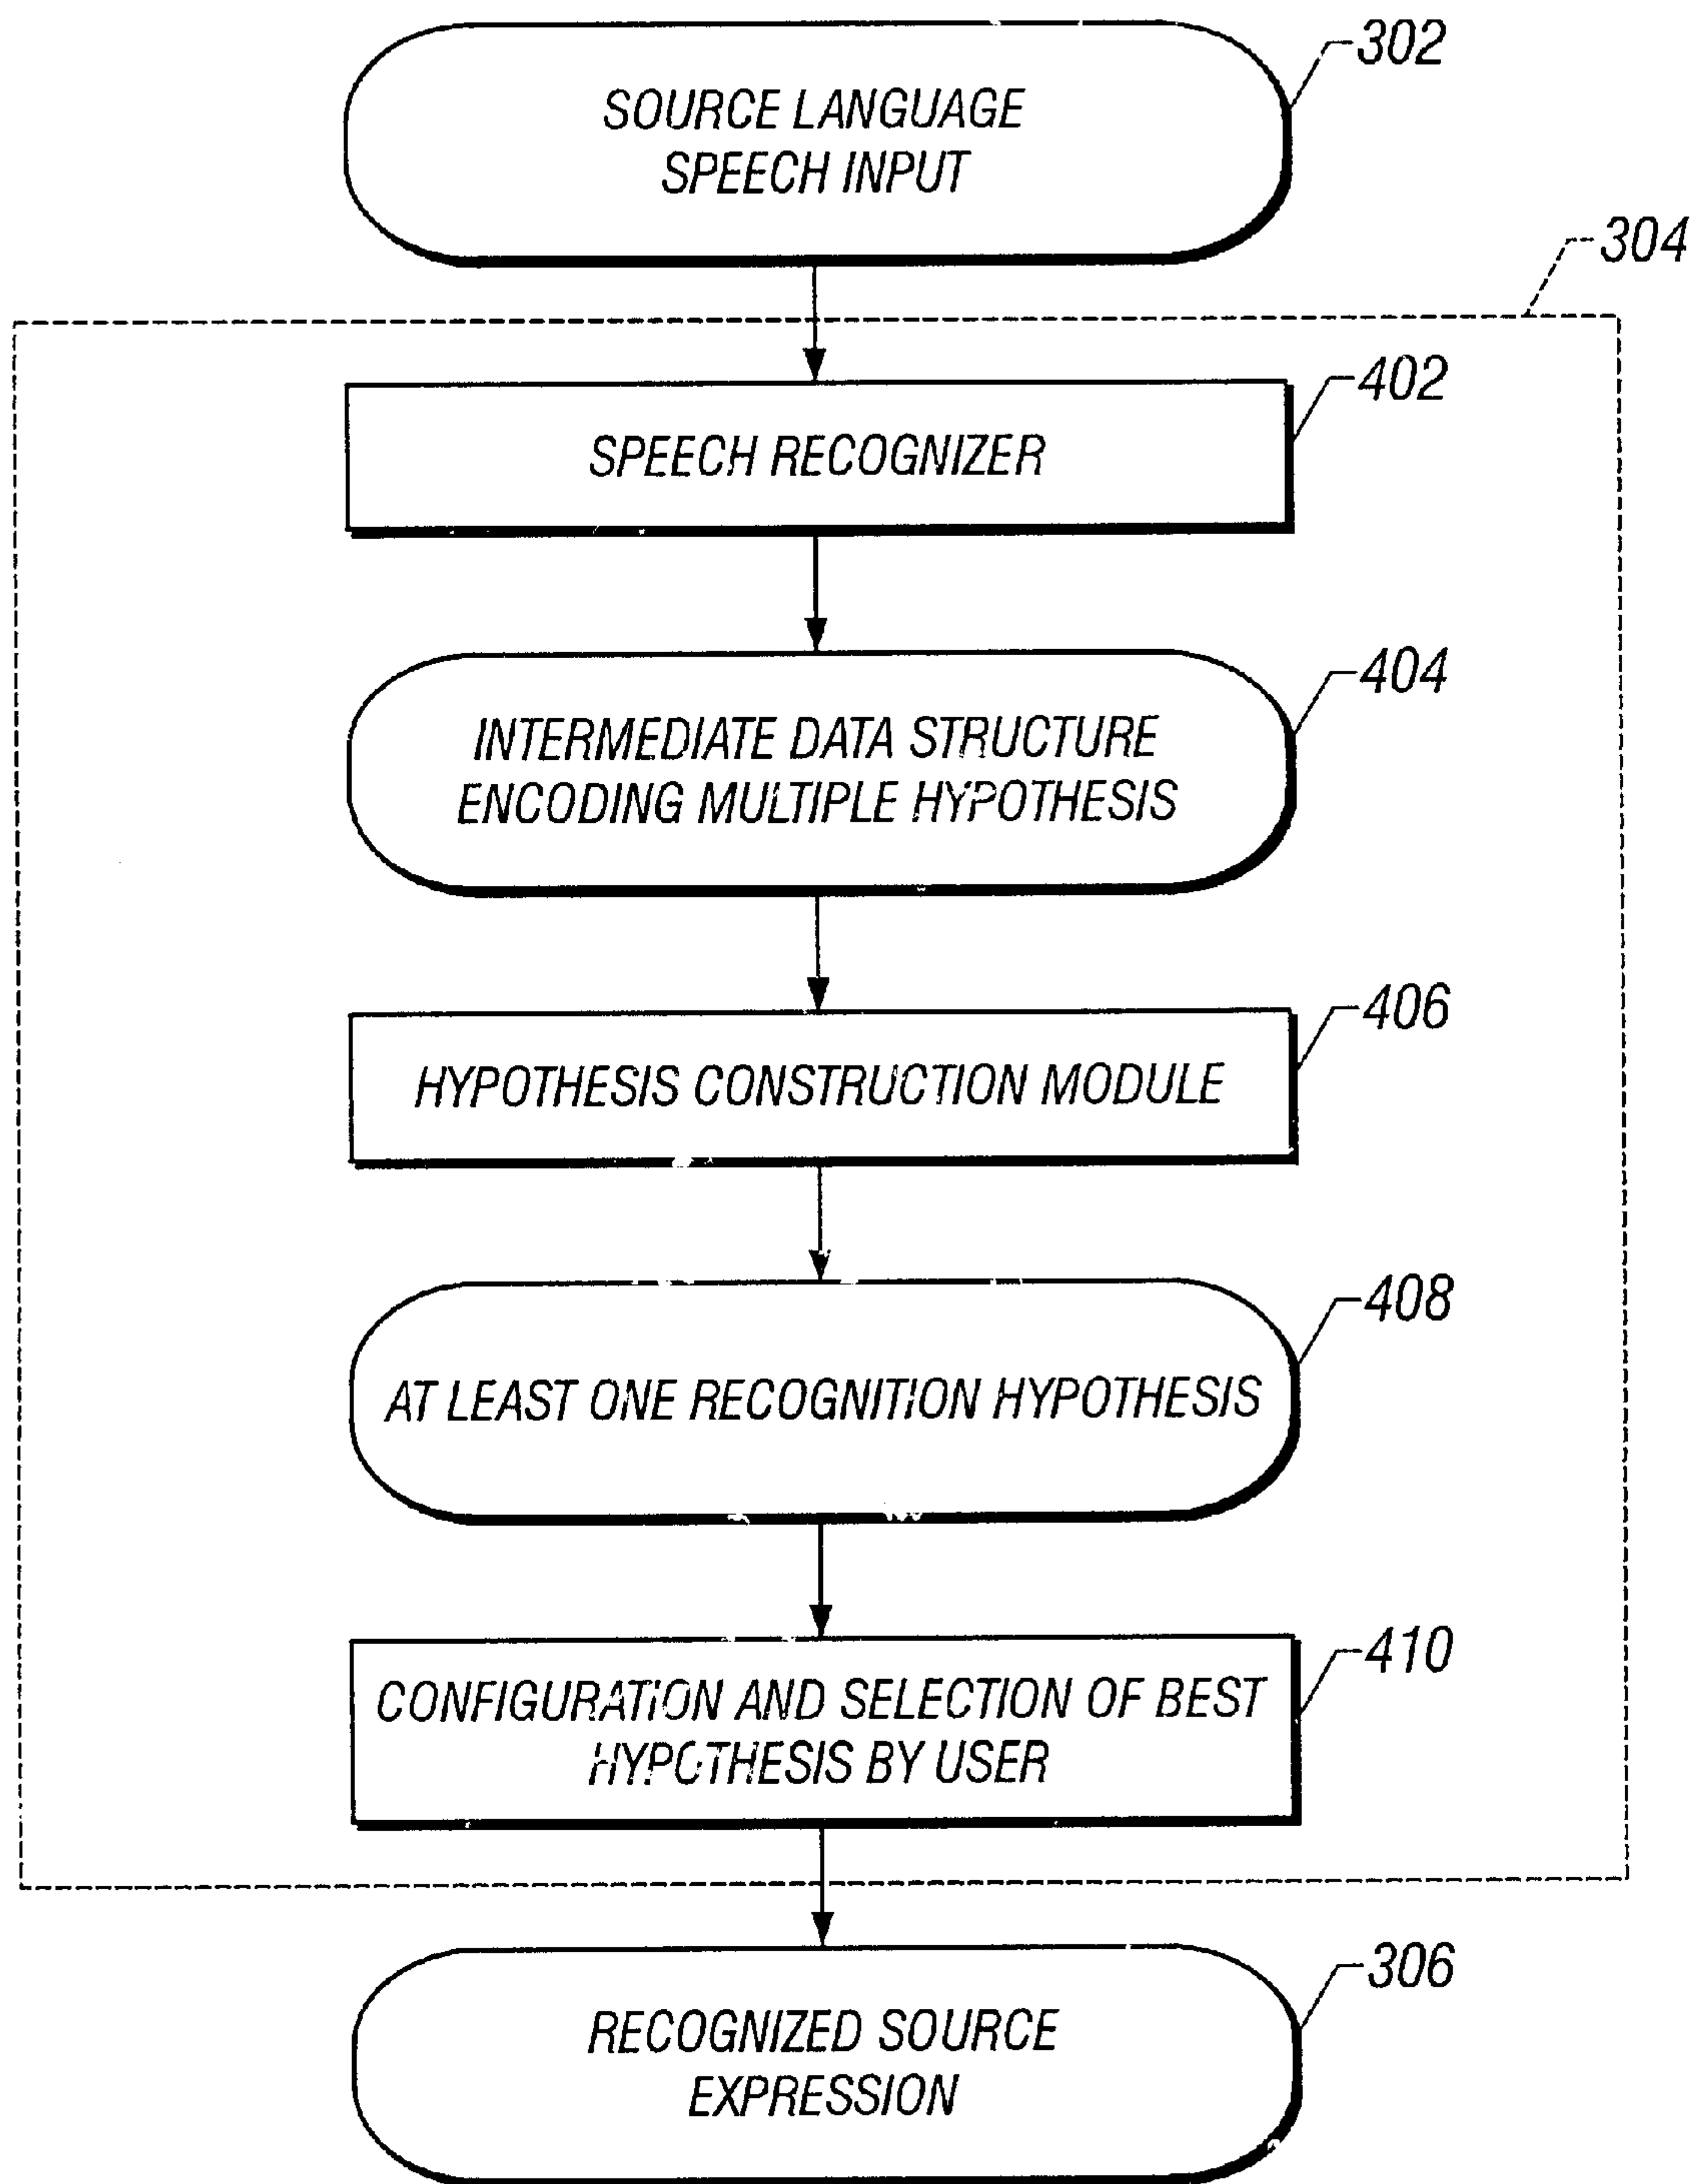 302
SOURCE LANGUAGE
SPEECH INPUT
304
402
SPEECH RECOGNIZER
404
INTERMEDIATE DATA STRUCTURE
ENCODING MULTIPLE HYPOTHESIS
406
HYPOTHESIS CONSTRUCTION MODULE
408
AT LEAST ONE RECOGNITION HYPOTHESIS
410
CONFIGURATION AND SELECTION OF BEST
HYPOTHESIS BY USER
306
RECOGNIZED SOURCE
EXPRESSION